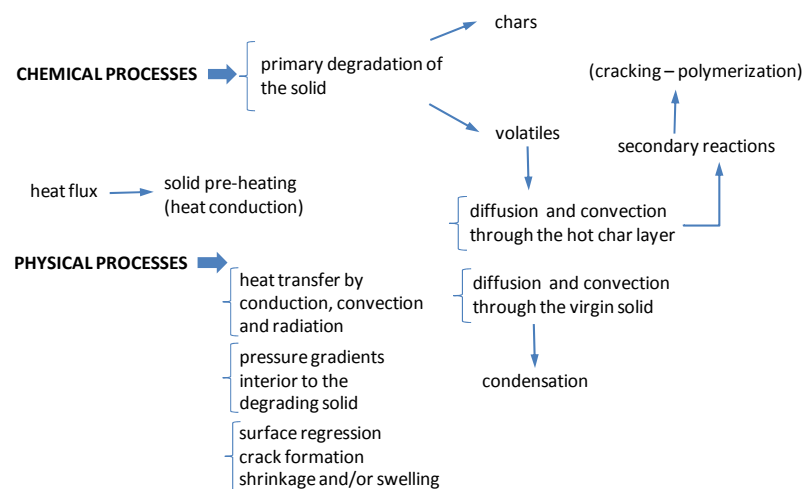 chars
CHEMICAL PROCESSES
primary degradation of
the solid
(cracking – polymerization)
volatiles
secondary reactions
heat flux
solid pre-heating
(heat conduction)
diffusion and convection
through the hot char layer
PHYSICAL PROCESSES
heat transfer by
conduction, convection
and radiation
diffusion and convection
through the virgin solid
pressure gradients
interior to the
degrading solid
condensation
surface regression
crack formation
shrinkage and/or swelling